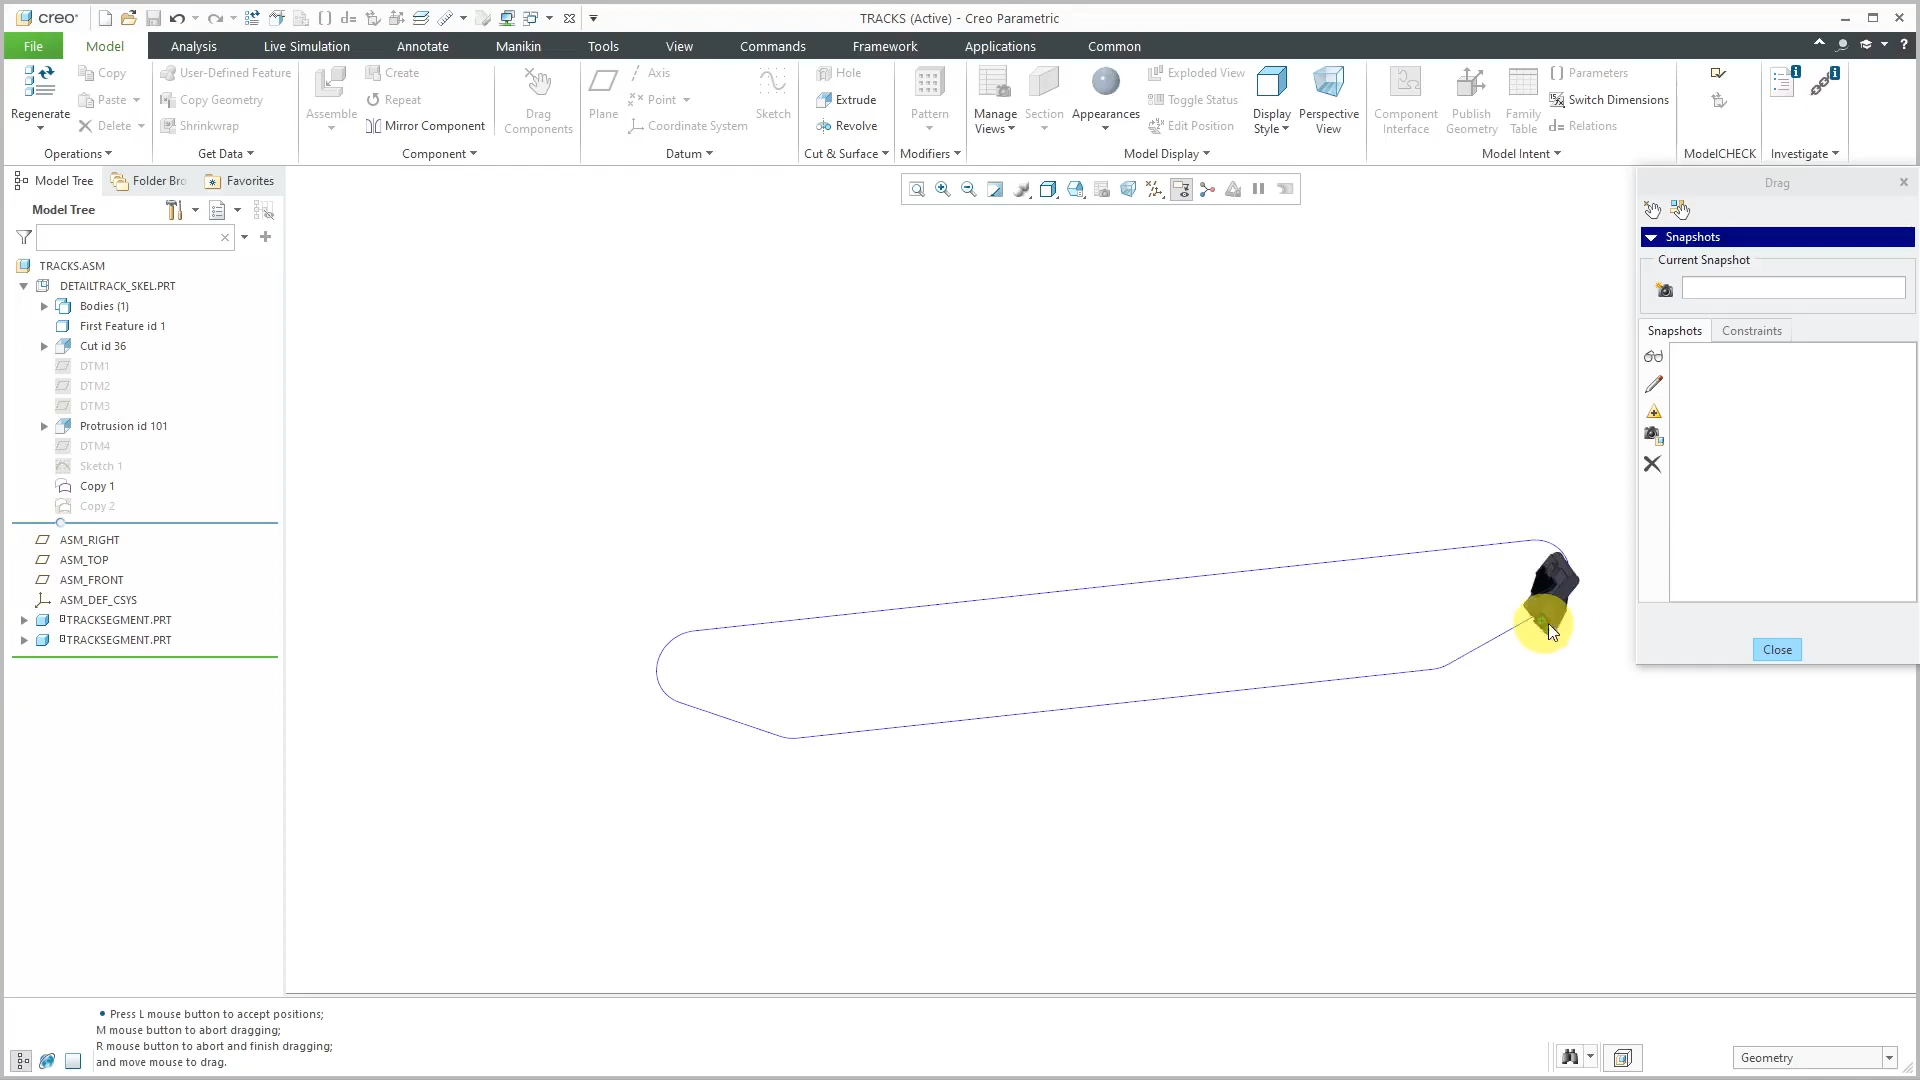 creo°
TRACKS (Active) - Creo Parametric
File
Model
Analysis
Live Simulation
Annotate
Manikin
Tools
View
Commands
Framework
Applications
Common
Regenerate
Copy
Paste
Delete
Operations
User-Defined Feature
Copy Geometry
Shrinkwrap
Get Data
Assemble
Create
Repeat
Mirror Component
Component
Drag
Components
Plane
Axis
Point
Coordinate System
Sketch
Datum
Hole
Extrude
Revolve
Cut & Surface
Pattern
Modifiers
Manage
Views
Section
Appearances
Exploded View
Toggle Status
Edit Position
Display
Style
Perspective
View
Model Display
Component
Interface
Publish
Geometry
Family
Table
Parameters
Switch Dimensions
Relations
Model Intent
ModelCHECK
Investigate
Model Tree
Folder Bro
Favorites
Model Tree
TRACKS.ASM
DETAILTRACK_SKEL.PRT
Bodies (1)
First Feature id 1
Cut id 36
DTM1
DTM2
DTM3
Protrusion id 101
DTM4
Sketch 1
Copy 1
Copy 2
ASM_RIGHT
ASM_TOP
ASM_FRONT
ASM_DEF_CSYS
TRACKSEGMENT.PRT
TRACKSEGMENT.PRT
Drag
Snapshots
Current Snapshot
Snapshots
Constraints
Close
• Press L mouse button to accept positions;
M mouse button to abort dragging;
R mouse button to abort and finish dragging;
and move mouse to drag.
Geometry